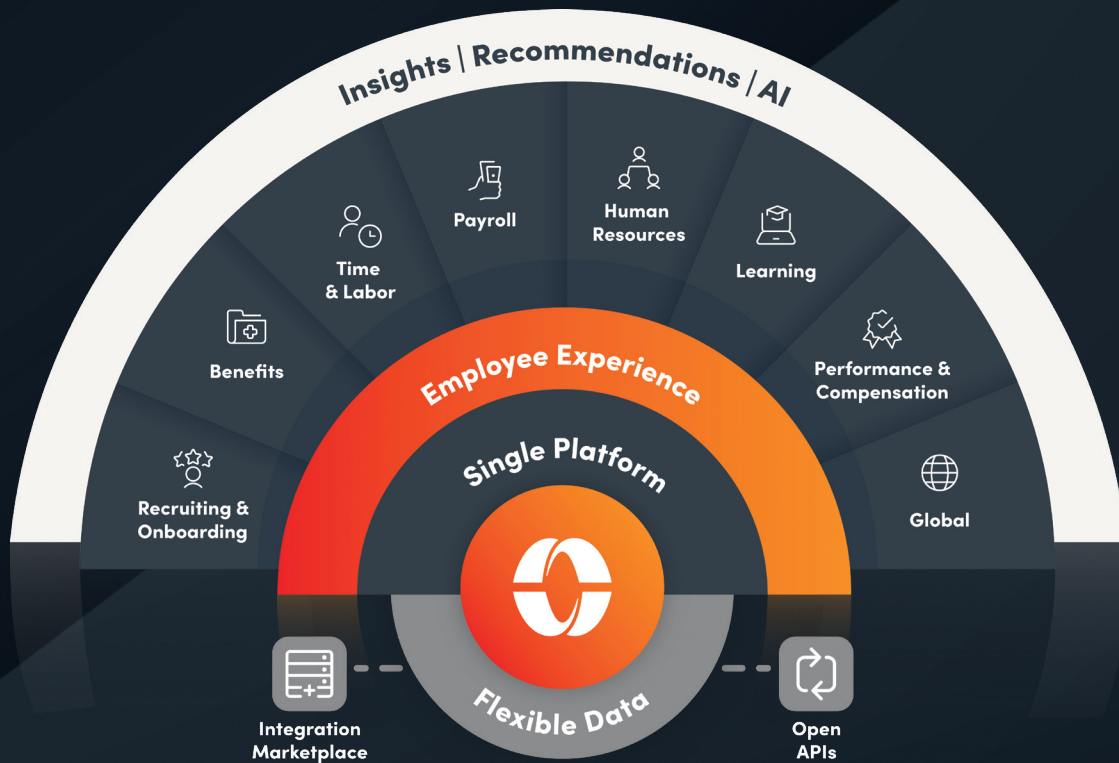 Insights | Recommendations | AI
Payroll
Human
Resources
Time
& Labor
Learning
Benefits
Performance &
Compensation
Recruiting &
Onboarding
Global
Employee Experience
Single Platform
Flexible Data
Integration
Marketplace
Open
APIs